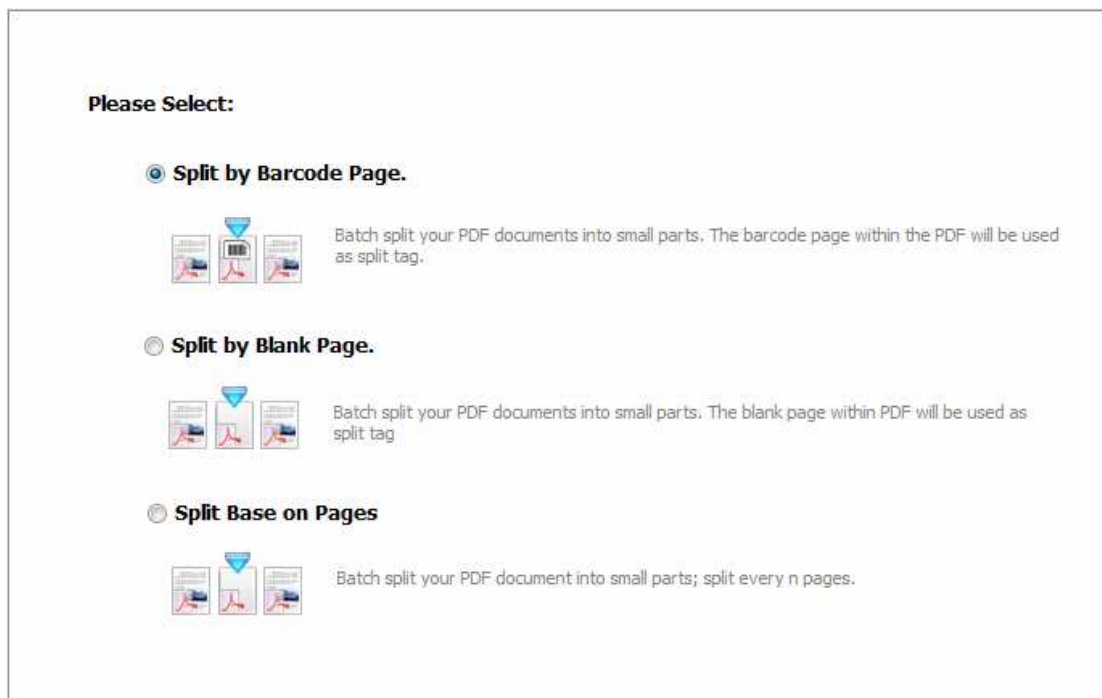 Please Select:
Split by Barcode Page.
Batch split your PDF documents into small parts. The barcode page within the PDF will be used
as split tag.
Split by Blank Page.
Batch split your PDF documents into small parts. The blank page within PDF will be used as
split tag
Split Base on Pages
Batch split your PDF document into small parts; split every n pages.